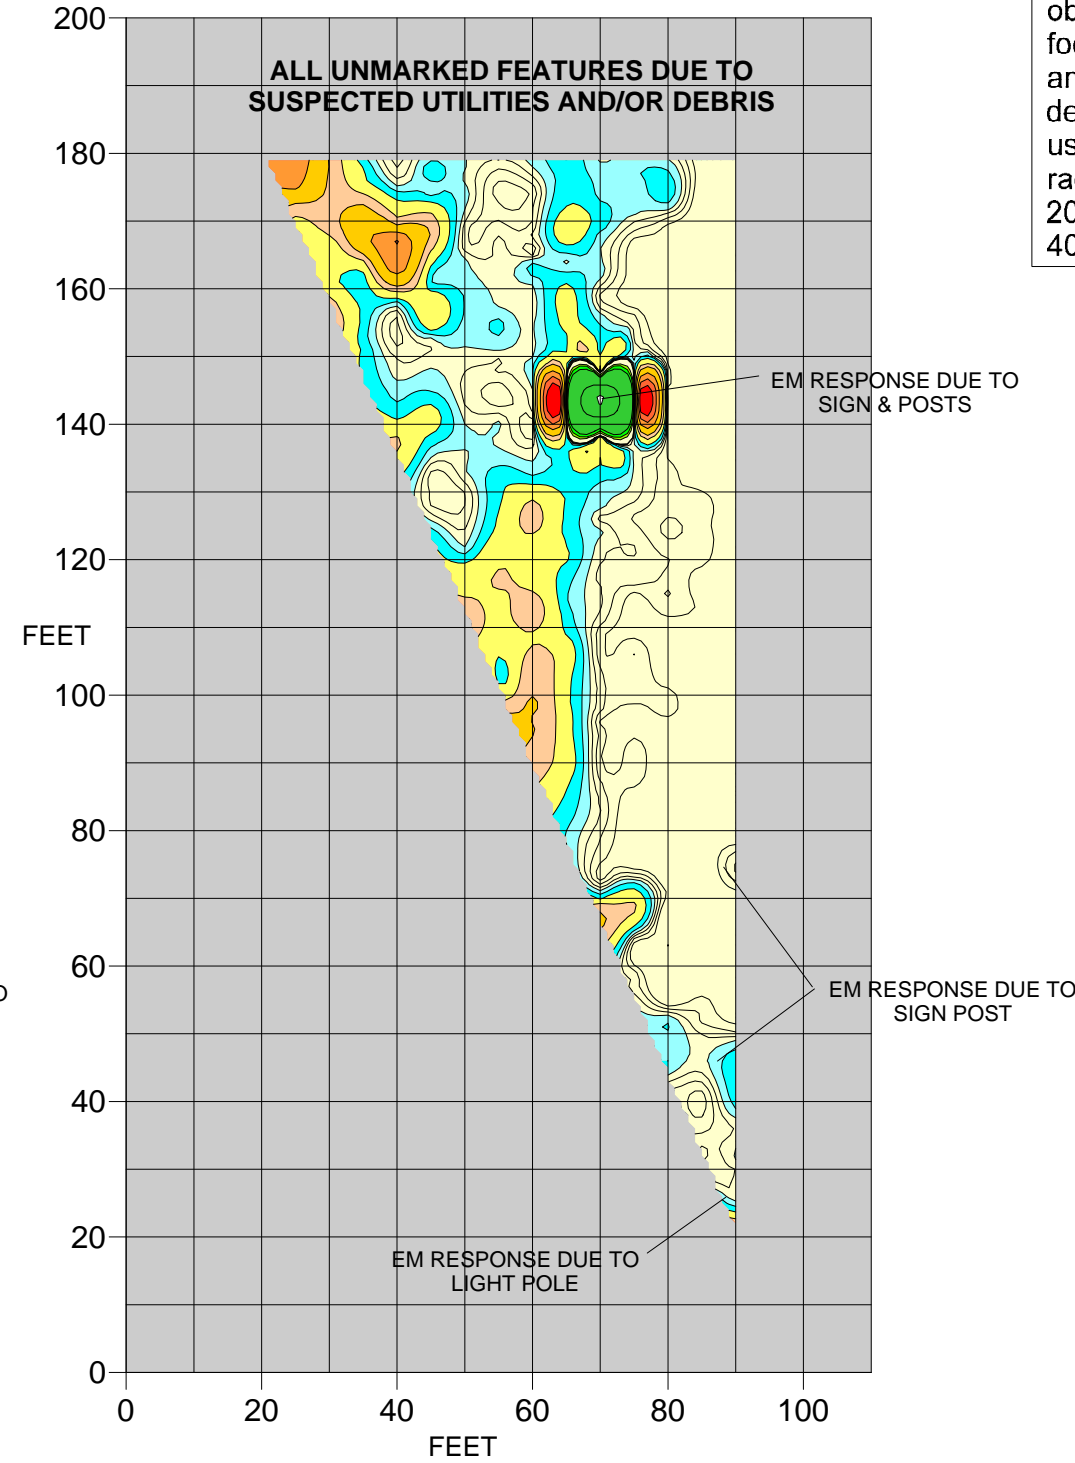 200
ALL UNMARKED FEATURES DUE TO
SUSPECTED UTILITIES AND/OR DEBRIS
180
160
EM RESPONSE DUE TO
SIGN & POSTS
140
120
FEET
100
80
60
EM RESPONSE DUE TO
SIGN POST
40
20
EM RESPONSE DUE TO
LIGHT POLE
0
0 20 40 60 80 100
FEET
20
40